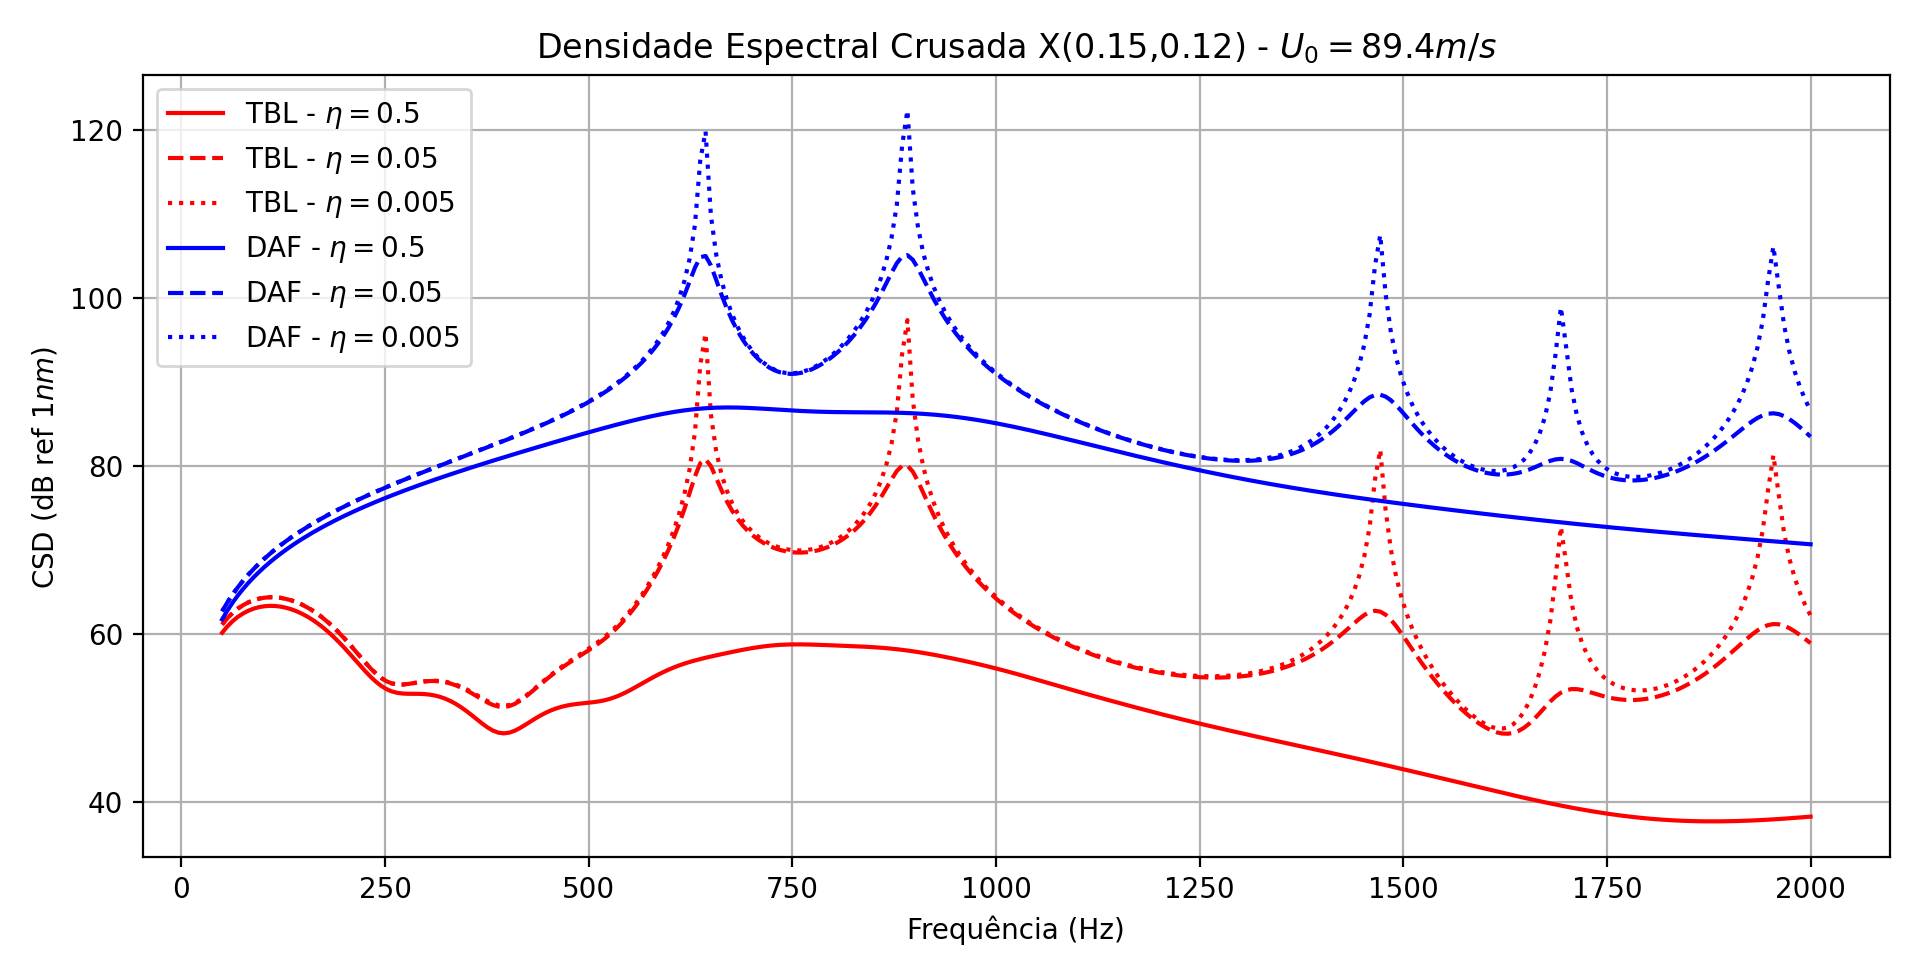 Densidade Espectral Crusada X(0.15,0.12) - U₀ = 89.4m/s
TBL - η = 0.5
TBL - η = 0.05
TBL - η = 0.005
DAF - η = 0.5
DAF - η = 0.05
DAF - η = 0.005
CSD (dB ref 1nm)
120
100
80
60
40
0 250 500 750 1000 1250 1500 1750 2000
Frequência (Hz)